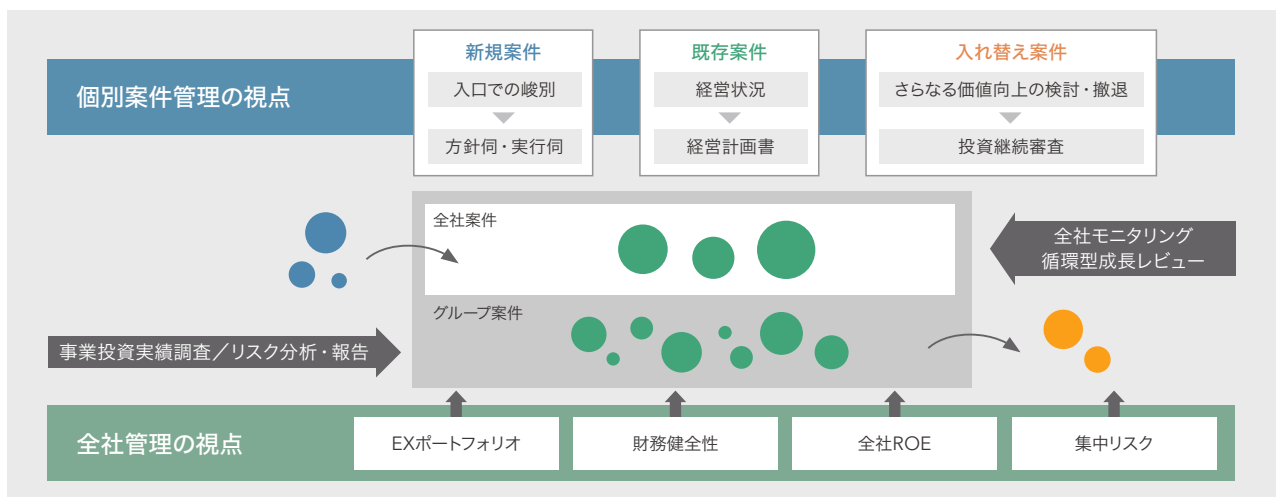 個別案件管理の視点
新規案件
入口での峻別
方針伺・実行伺
既存案件
経営状況
経営計画書
入れ替え案件
さらなる価値向上の検討・撤退
投資継続審査
全社案件
グループ案件
全社モニタリング
循環型成長レビュー
事業投資実績調査／リスク分析・報告
全社管理の視点
EXポートフォリオ
財務健全性
全社ROE
集中リスク